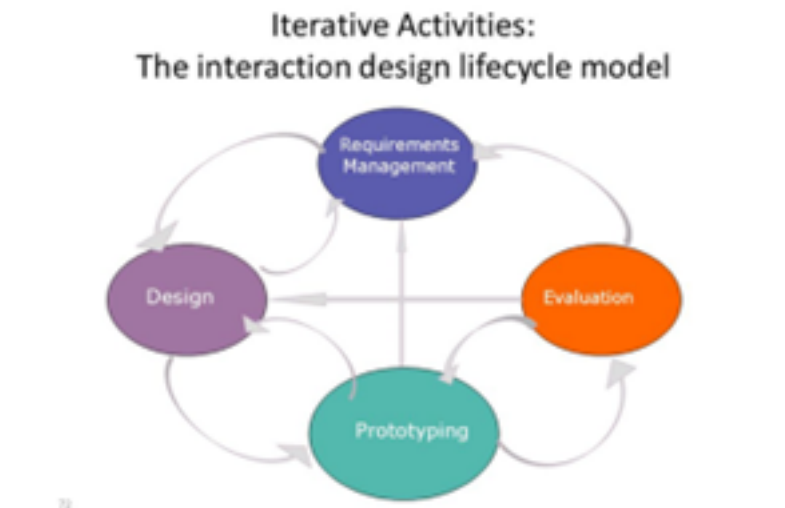 Iterative Activities:
The interaction design lifecycle model
Requirements
Management
Design
Evaluation
Prototyping